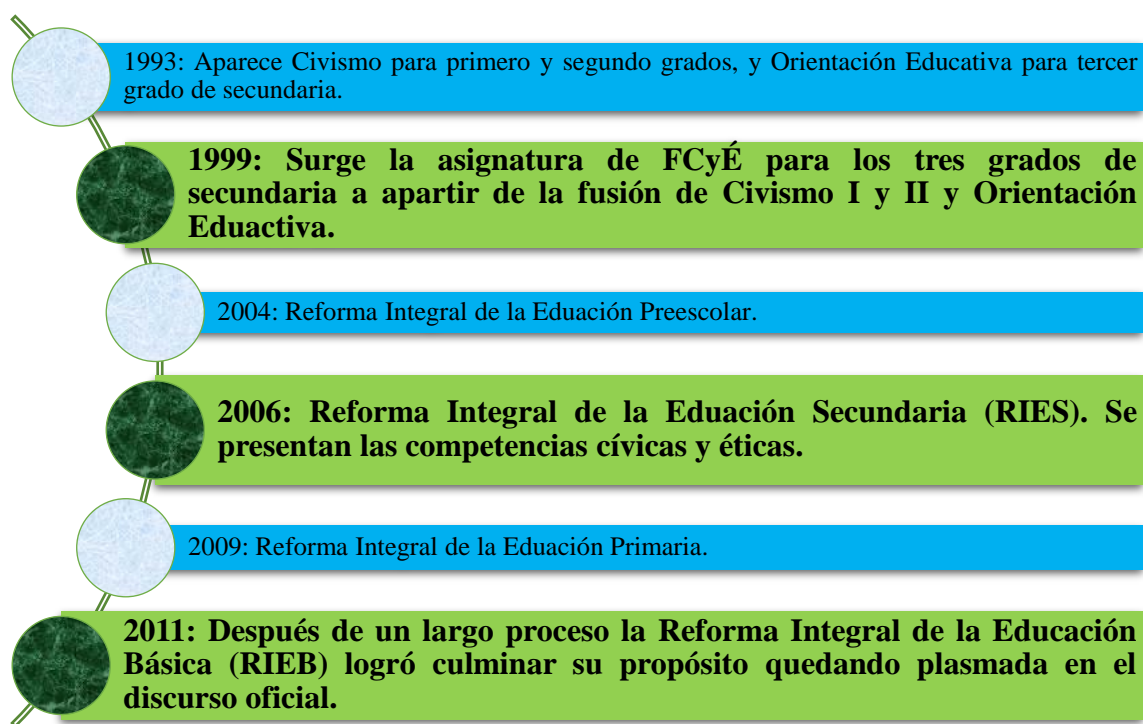 1993: Aparece Civismo para primero y segundo grados, y Orientación Educativa para tercer
grado de secundaria.
1999: Surge la asignatura de FCyÉ para los tres grados de
secundaria a apartir de la fusión de Civismo I y II y Orientación
Eduactiva.
2004: Reforma Integral de la Eduación Preescolar.
2006: Reforma Integral de la Eduación Secundaria (RIES). Se
presentan las competencias cívicas y éticas.
2009: Reforma Integral de la Eduación Primaria.
2011: Después de un largo proceso la Reforma Integral de la Educación
Básica (RIEB) logró culminar su propósito quedando plasmada en el
discurso oficial.